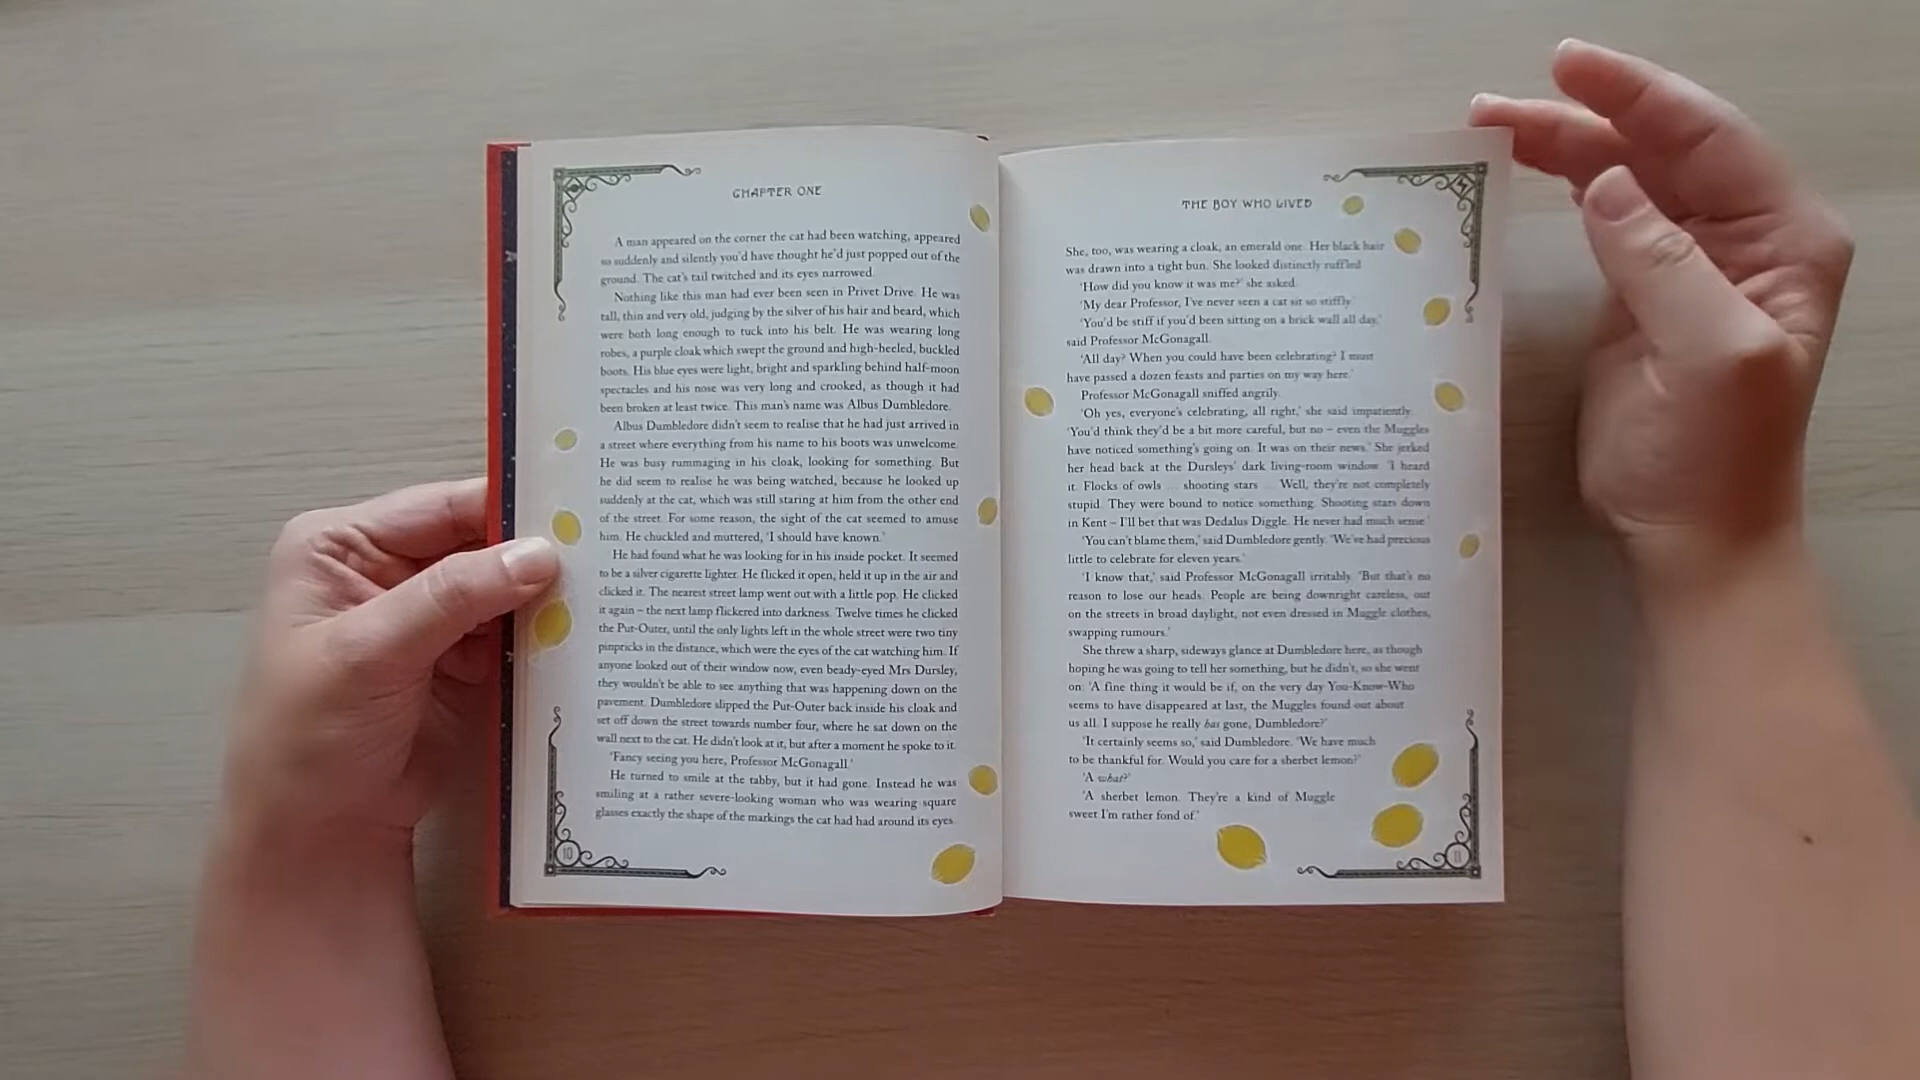 CHAPTER ONE
A man appeared on the corner the cat had been watching, appeared
so suddenly and silently you'd have thought he'd just popped out of the
ground. The cat's tail twitched and its eyes narrowed.
Nothing like this man had ever been seen in Privet Drive. He was
tall, thin and very old, judging by the silver of his hair and beard, which
were both long enough to tuck into his belt. He was wearing long
robes, a purple cloak which swept the ground and high-heeled, buckled
boots. His blue eyes were light, bright and sparkling behind half-moon
spectacles and his nose was very long and crooked, as though it had
been broken at least twice. This man's name was Albus Dumbledore.
Albus Dumbledore didn't seem to realise that he had just arrived in
a street where everything from his name to his boots was unwelcome.
He was busy rummaging in his cloak, looking for something. But
he did seem to realise he was being watched, because he looked up
suddenly at the cat, which was still staring at him from the other end
of the street. For some reason, the sight of the cat seemed to amuse
him. He chuckled and muttered, 'I should have known.'
He had found what he was looking for in his inside pocket. It seemed
to be a silver cigarette lighter. He flicked it open, held it up in the air and
clicked it. The nearest street lamp went out with a little pop. He clicked
it again – the next lamp flickered into darkness. Twelve times he clicked
the Put-Outer, until the only lights left in the whole street were two tiny
pinpricks in the distance, which were the eyes of the cat watching him. If
anyone looked out of their window now, even beady-eyed Mrs Dursley,
they wouldn't be able to see anything that was happening down on the
pavement. Dumbledore slipped the Put-Outer back inside his cloak and
set off down the street towards number four, where he sat down on the
wall next to the cat. He didn't look at it, but after a moment he spoke to it.
'Fancy seeing you here, Professor McGonagall.'
He turned to smile at the tabby, but it had gone. Instead he was
smiling at a rather severe-looking woman who was wearing square
glasses exactly the shape of the markings the cat had had around its eyes.
10
THE BOY WHO LIVED
She, too, was wearing a cloak, an emerald one. Her black hair
was drawn into a tight bun. She looked distinctly ruffled.
'How did you know it was me?' she asked.
'My dear Professor, I've never seen a cat sit so stiffly.'
'You'd be stiff if you'd been sitting on a brick wall all day,'
said Professor McGonagall.
'All day? When you could have been celebrating? I must
have passed a dozen feasts and parties on my way here.'
Professor McGonagall sniffed angrily.
'Oh yes, everyone's celebrating, all right,' she said impatiently.
'You'd think they'd be a bit more careful, but no – even the Muggles
have noticed something's going on. It was on their news.' She jerked
her head back at the Dursleys' dark living-room window. 'I heard
it. Flocks of owls ... shooting stars ... Well, they're not completely
stupid. They were bound to notice something. Shooting stars down
in Kent – I'll bet that was Dedalus Diggle. He never had much sense.'
'You can't blame them,' said Dumbledore gently. 'We've had precious
little to celebrate for eleven years.'
'I know that,' said Professor McGonagall irritably. 'But that's no
reason to lose our heads. People are being downright careless, out
on the streets in broad daylight, not even dressed in Muggle clothes,
swapping rumours.'
She threw a sharp, sideways glance at Dumbledore here, as though
hoping he was going to tell her something, but he didn't, so she went
on: 'A fine thing it would be if, on the very day You-Know-Who
seems to have disappeared at last, the Muggles found out about
us all. I suppose he really has gone, Dumbledore?'
'It certainly seems so,' said Dumbledore. 'We have much
to be thankful for. Would you care for a sherbet lemon?'
'A what?'
'A sherbet lemon. They're a kind of Muggle
sweet I'm rather fond of.'
11